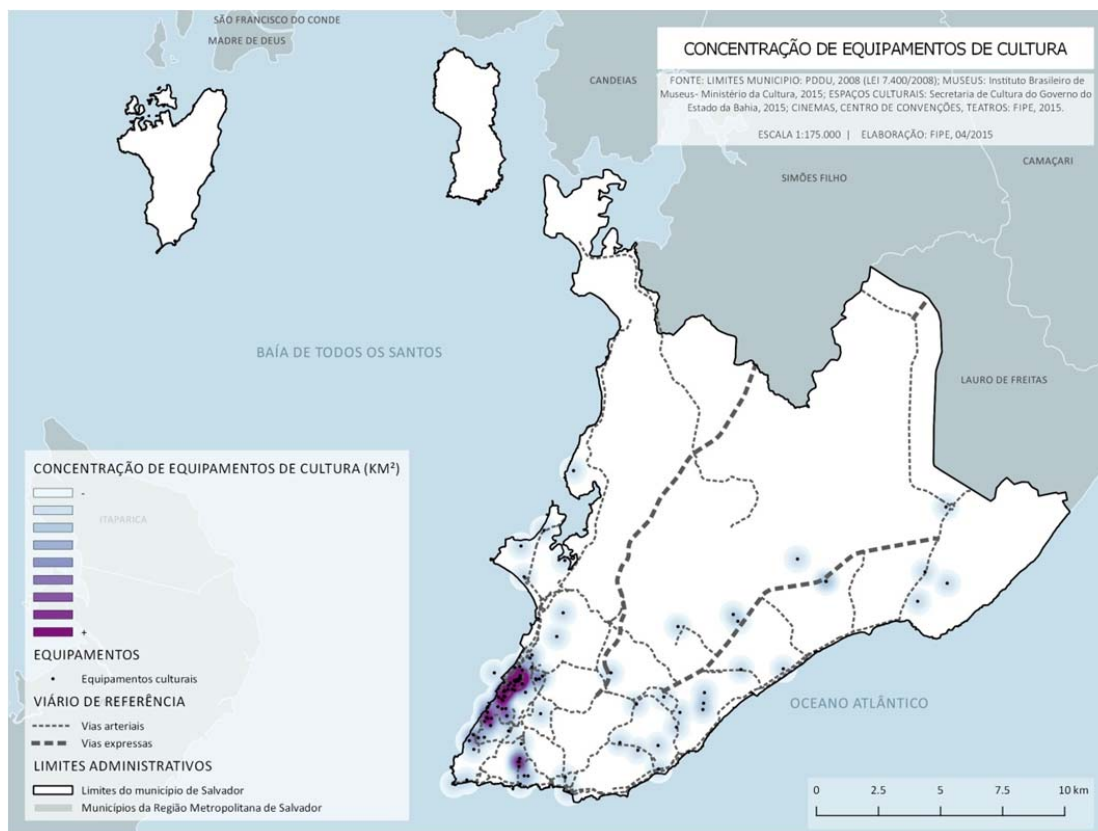 SÃO FRANCISCO DO CONDE
MADRE DE DEUS
CANDEIAS
CONCENTRAÇÃO DE EQUIPAMENTOS DE CULTURA
FONTE: LIMITES MUNICIPIO: PDDU, 2008 (LEI 7.400/2008); MUSEUS: Instituto Brasileiro de
Museus- Ministério da Cultura, 2015; ESPAÇOS CULTURAIS: Secretaria de Cultura do Governo do
Estado da Bahia, 2015; CINEMAS, CENTRO DE CONVENÇÕES, TEATROS: FIPE, 2015.
ESCALA 1:175.000 | ELABORAÇÃO: FIPE, 04/2015
CAMAÇARI
SIMÕES FILHO
BAÍA DE TODOS OS SANTOS
LAURO DE FREITAS
CONCENTRAÇÃO DE EQUIPAMENTOS DE CULTURA (KM²)
-
ITAPARICA
+
EQUIPAMENTOS
Equipamentos culturais
VIÁRIO DE REFERÊNCIA
Vias arteriais
Vias expressas
LIMITES ADMINISTRATIVOS
Limites do município de Salvador
Municípios da Região Metropolitana de Salvador
OCEANO ATLÂNTICO
0 2.5 5 7.5 10 km